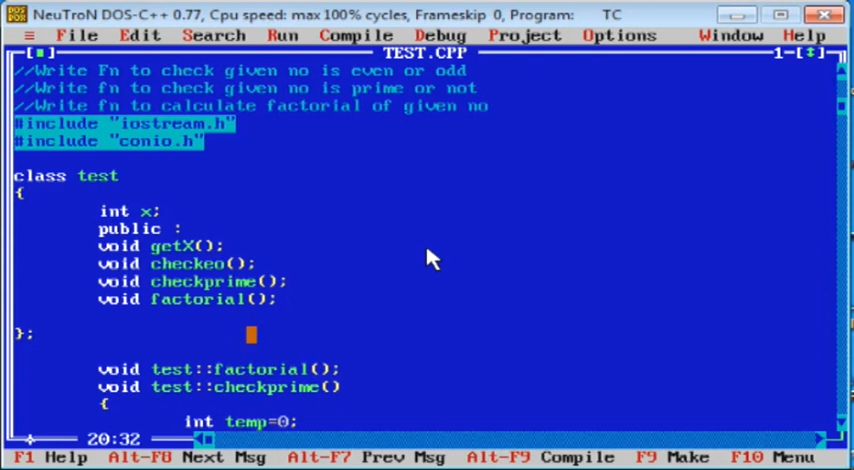 NeuTroN DOS-C++ 0.77, Cpu speed: max 100% cycles, Frameskip 0, Program: TC
≡ File Edit Search Run Compile Debug Project Options Window Help
[■] TEST.CPP 1-[↕]
//Write Fn to check given no is even or odd
//Write fn to check given no is prime or not
//Write fn to calculate factorial of given no
#include "iostream.h"
#include "conio.h"
class test
{
int x;
public :
void getX();
void checkeo();
void checkprime();
void factorial();
};
void test::factorial();
void test::checkprime()
{
int temp=0;
20:32
F1 Help Alt-F8 Next Msg Alt-F7 Prev Msg Alt-F9 Compile F9 Make F10 Menu